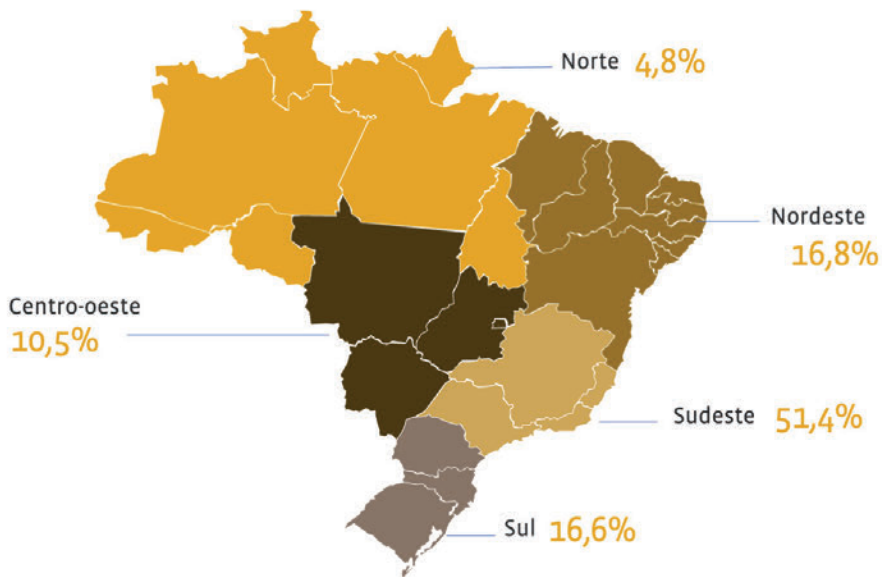 Norte 4,8%
Nordeste
16,8%
Centro-oeste
10,5%
Sudeste 51,4%
Sul 16,6%